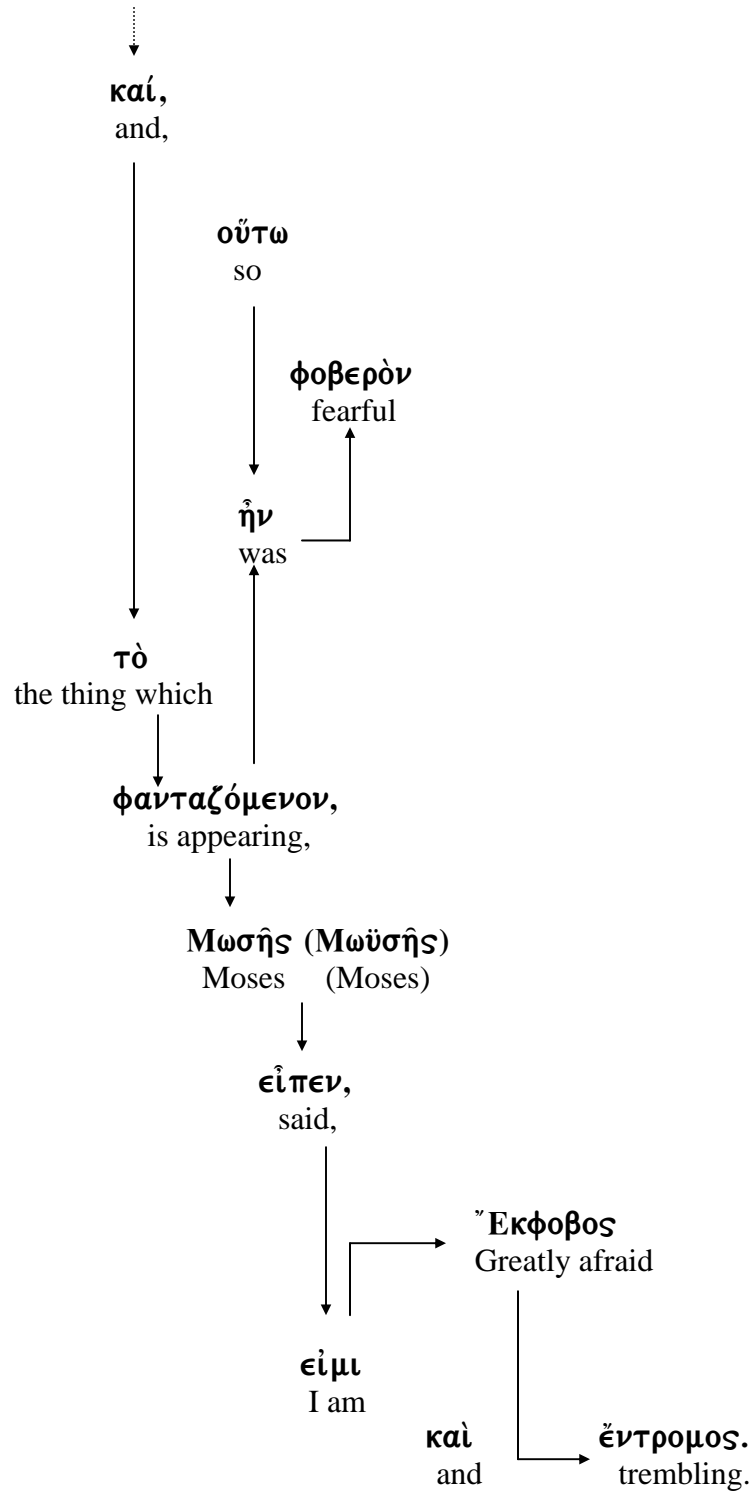 καί,
and,
οὕτω
so
φοβερὸν
fearful
ἦν
was
τὸ
the thing which
φανταζόμενον,
is appearing,
Μωσῆς (Μωϋσῆς)
Moses (Moses)
εἶπεν,
said,
Ἔκφοβος
Greatly afraid
εἰμι
I am
καὶ ἔντρομος.
and trembling.